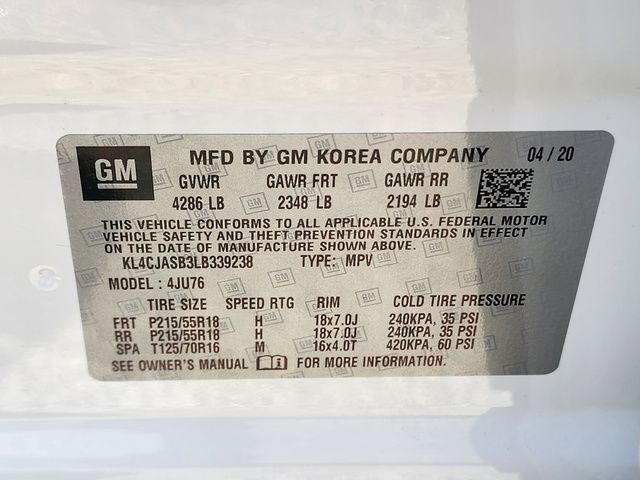 GM MFD BY GM KOREA COMPANY 04/20
GVWR GAWR FRT GAWR RR
4286 LB 2348 LB 2194 LB
THIS VEHICLE CONFORMS TO ALL APPLICABLE U.S. FEDERAL MOTOR
VEHICLE SAFETY AND THEFT PREVENTION STANDARDS IN EFFECT
ON THE DATE OF MANUFACTURE SHOWN ABOVE.
KL4CJASB3LB339238 TYPE: MPV
MODEL : 4JU76
TIRE SIZE SPEED RTG RIM COLD TIRE PRESSURE
FRT P215/55R18 H 18x7.0J 240KPA, 35 PSI
RR P215/55R18 H 18x7.0J 240KPA, 35 PSI
SPA T125/70R16 M 16x4.0T 420KPA, 60 PSI
SEE OWNER'S MANUAL FOR MORE INFORMATION.